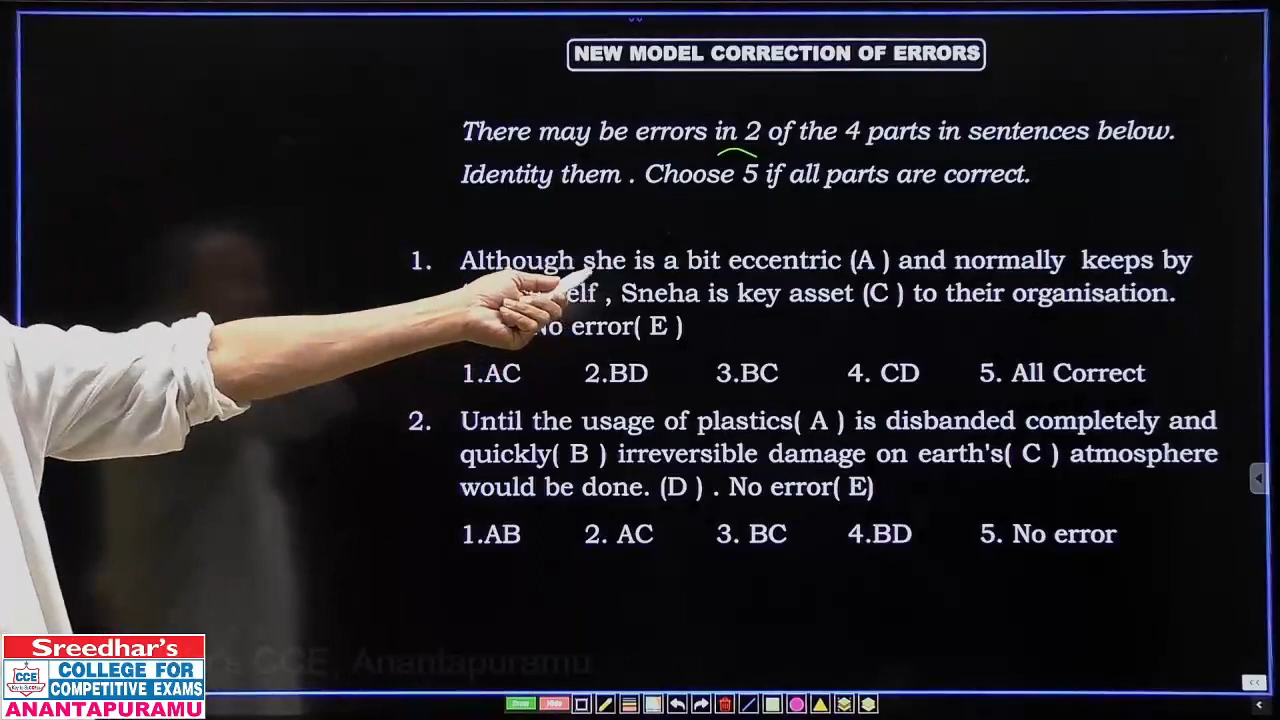 NEW MODEL CORRECTION OF ERRORS
There may be errors in 2 of the 4 parts in sentences below.
Identity them . Choose 5 if all parts are correct.
1. Although she is a bit eccentric (A ) and normally keeps by
elf , Sneha is key asset (C ) to their organisation.
No error( E )
1.AC 2.BD 3.BC 4. CD 5. All Correct
2. Until the usage of plastics( A ) is disbanded completely and
quickly( B ) irreversible damage on earth's( C ) atmosphere
would be done. (D ) . No error( E)
1.AB 2. AC 3. BC 4.BD 5. No error
CCE, Anantapuramu
Sreedhar's
CCE
COLLEGE FOR
COMPETITIVE EXAMS
ANANTAPURAMU